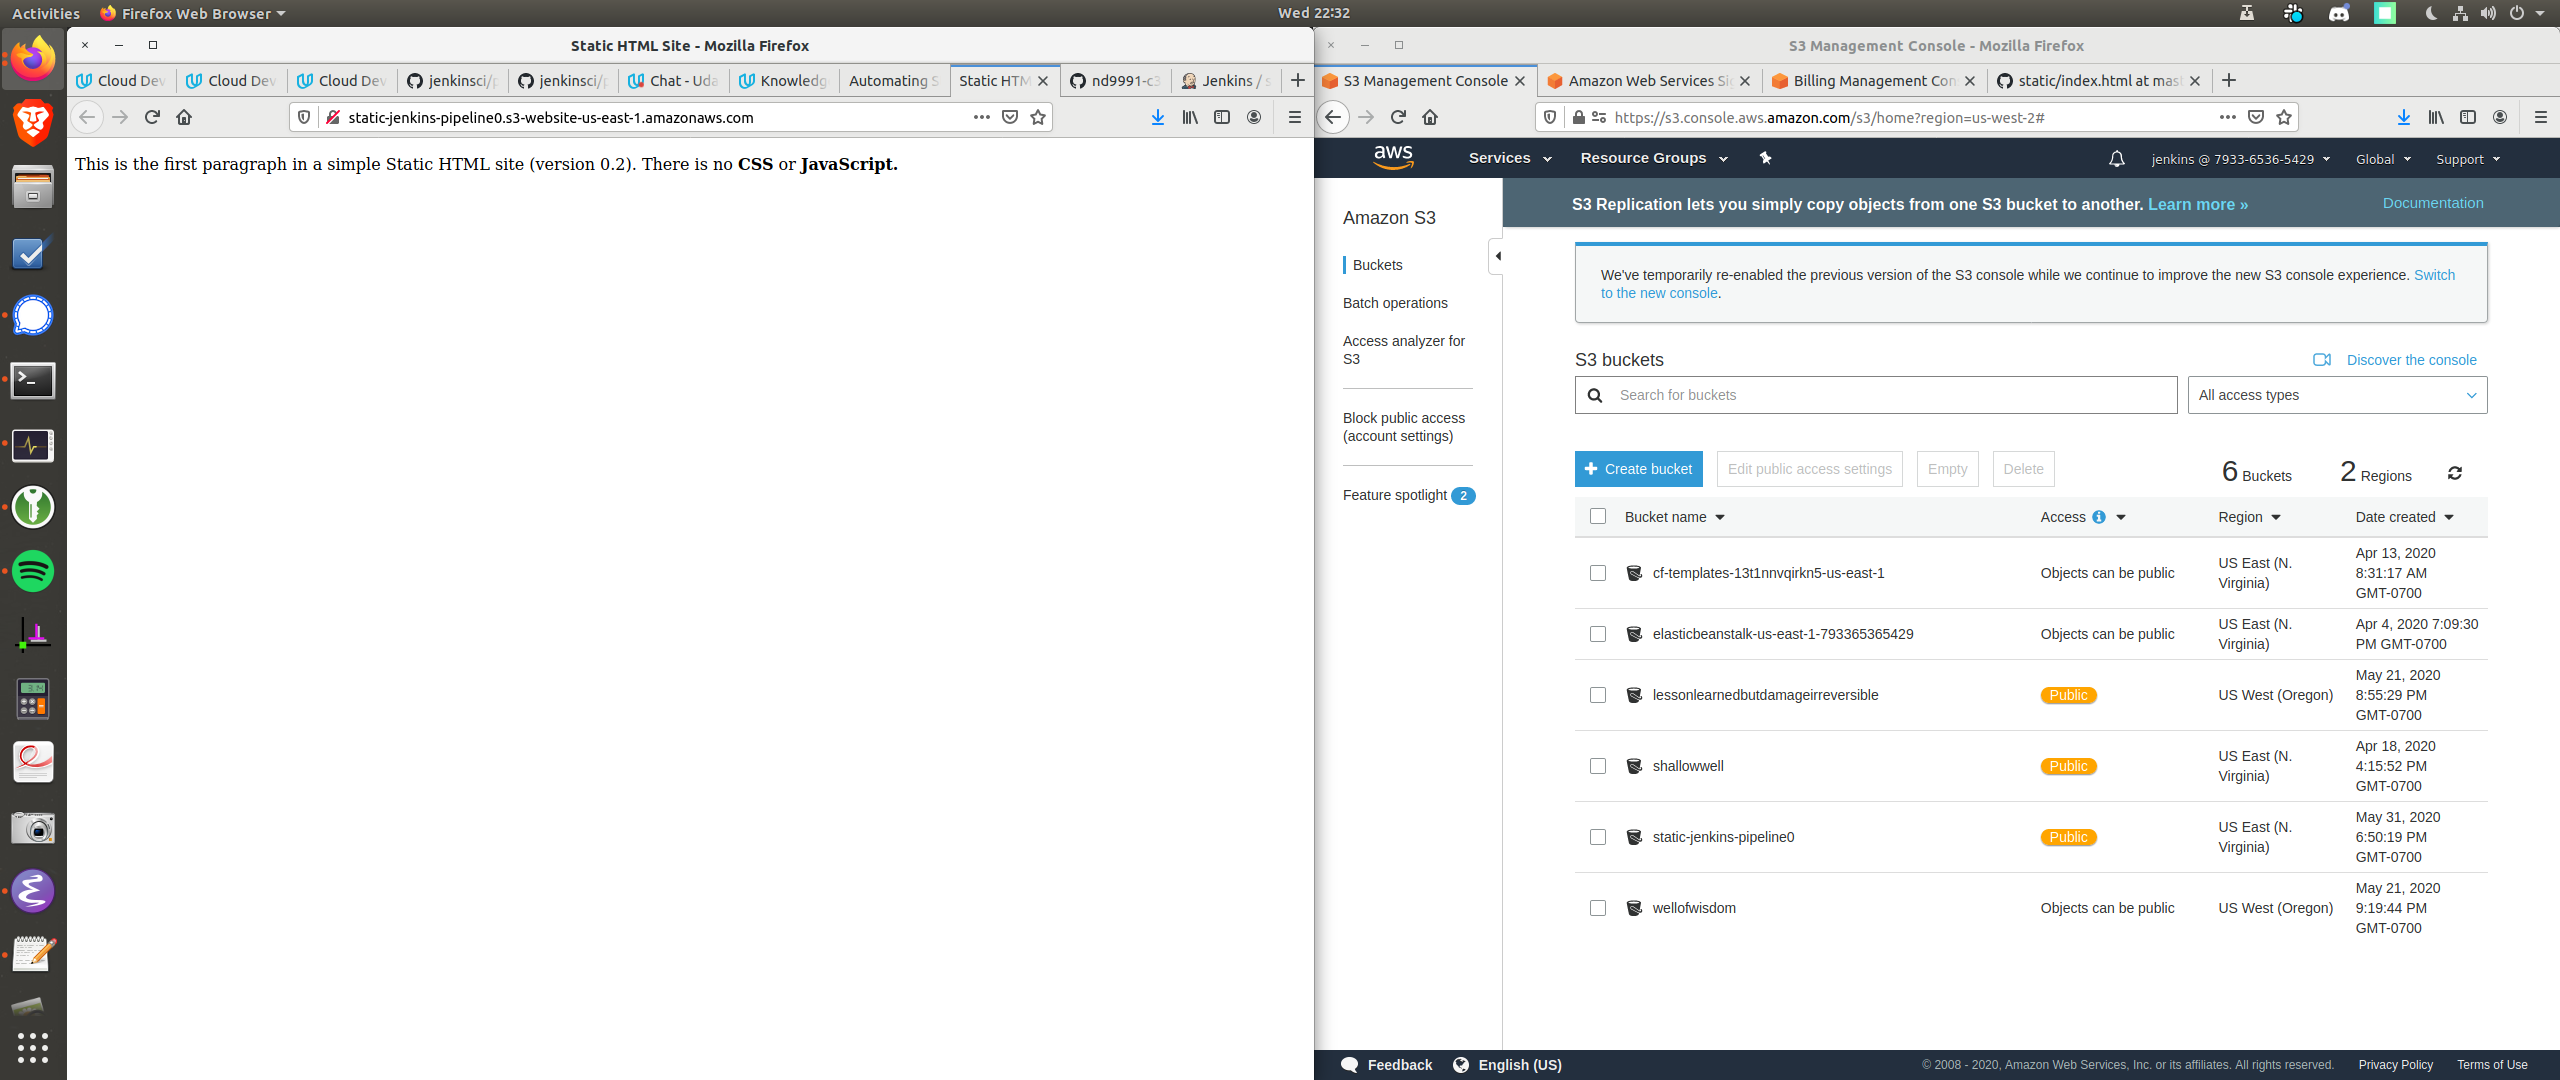 Activities
Firefox Web Browser
Wed 22:32
Static HTML Site - Mozilla Firefox
Cloud Dev
Cloud Dev
Cloud Dev
jenkinsci/p
jenkinsci/p
Chat - Uda
Knowledg
Automating S
Static HTM
nd9991-c3
Jenkins / s
static-jenkins-pipeline0.s3-website-us-east-1.amazonaws.com
This is the first paragraph in a simple Static HTML site (version 0.2). There is no CSS or JavaScript.
S3 Management Console - Mozilla Firefox
S3 Management Console
Amazon Web Services Si
Billing Management Con
static/index.html at mast
https://s3.console.aws.amazon.com/s3/home?region=us-west-2#
aws
Services
Resource Groups
jenkins @ 7933-6536-5429
Global
Support
Amazon S3
Buckets
Batch operations
Access analyzer for
S3
Block public access
(account settings)
Feature spotlight 2
S3 Replication lets you simply copy objects from one S3 bucket to another. Learn more »
Documentation
We've temporarily re-enabled the previous version of the S3 console while we continue to improve the new S3 console experience. Switch
to the new console.
S3 buckets
Discover the console
Search for buckets
All access types
Create bucket
Edit public access settings
Empty
Delete
6 Buckets
2 Regions
Bucket name
Access
Region
Date created
cf-templates-13t1nnvqirkn5-us-east-1
Objects can be public
US East (N.
Virginia)
Apr 13, 2020
8:31:17 AM
GMT-0700
elasticbeanstalk-us-east-1-793365365429
Objects can be public
US East (N.
Virginia)
Apr 4, 2020 7:09:30
PM GMT-0700
lessonlearnedbutdamageirreversible
Public
US West (Oregon)
May 21, 2020
8:55:29 PM
GMT-0700
shallowwell
Public
US East (N.
Virginia)
Apr 18, 2020
4:15:52 PM
GMT-0700
static-jenkins-pipeline0
Public
US East (N.
Virginia)
May 31, 2020
6:50:19 PM
GMT-0700
wellofwisdom
Objects can be public
US West (Oregon)
May 21, 2020
9:19:44 PM
GMT-0700
Feedback
English (US)
© 2008 - 2020, Amazon Web Services, Inc. or its affiliates. All rights reserved.
Privacy Policy
Terms of Use